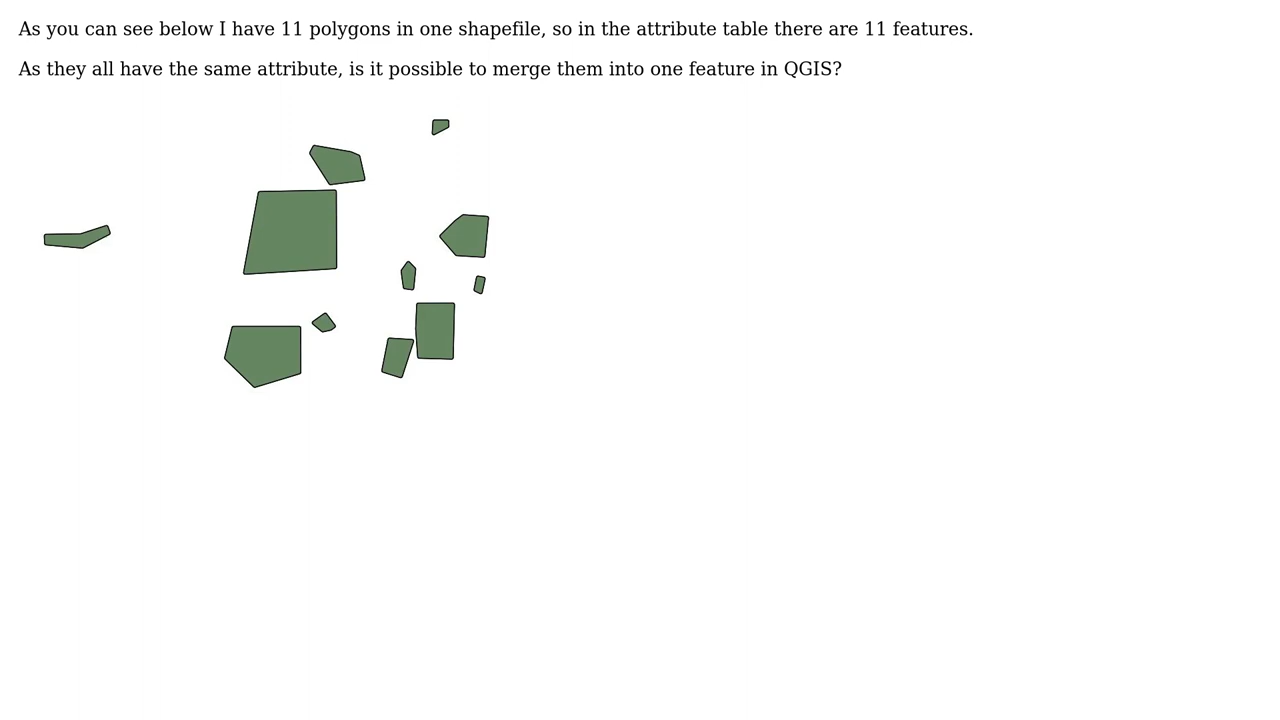 As you can see below I have 11 polygons in one shapefile, so in the attribute table there are 11 features.
As they all have the same attribute, is it possible to merge them into one feature in QGIS?